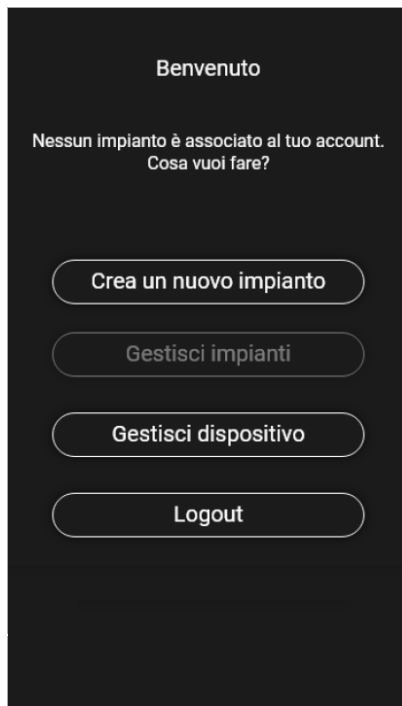 Benvenuto
Nessun impianto è associato al tuo account.
Cosa vuoi fare?
Crea un nuovo impianto
Gestisci impianti
Gestisci dispositivo
Logout